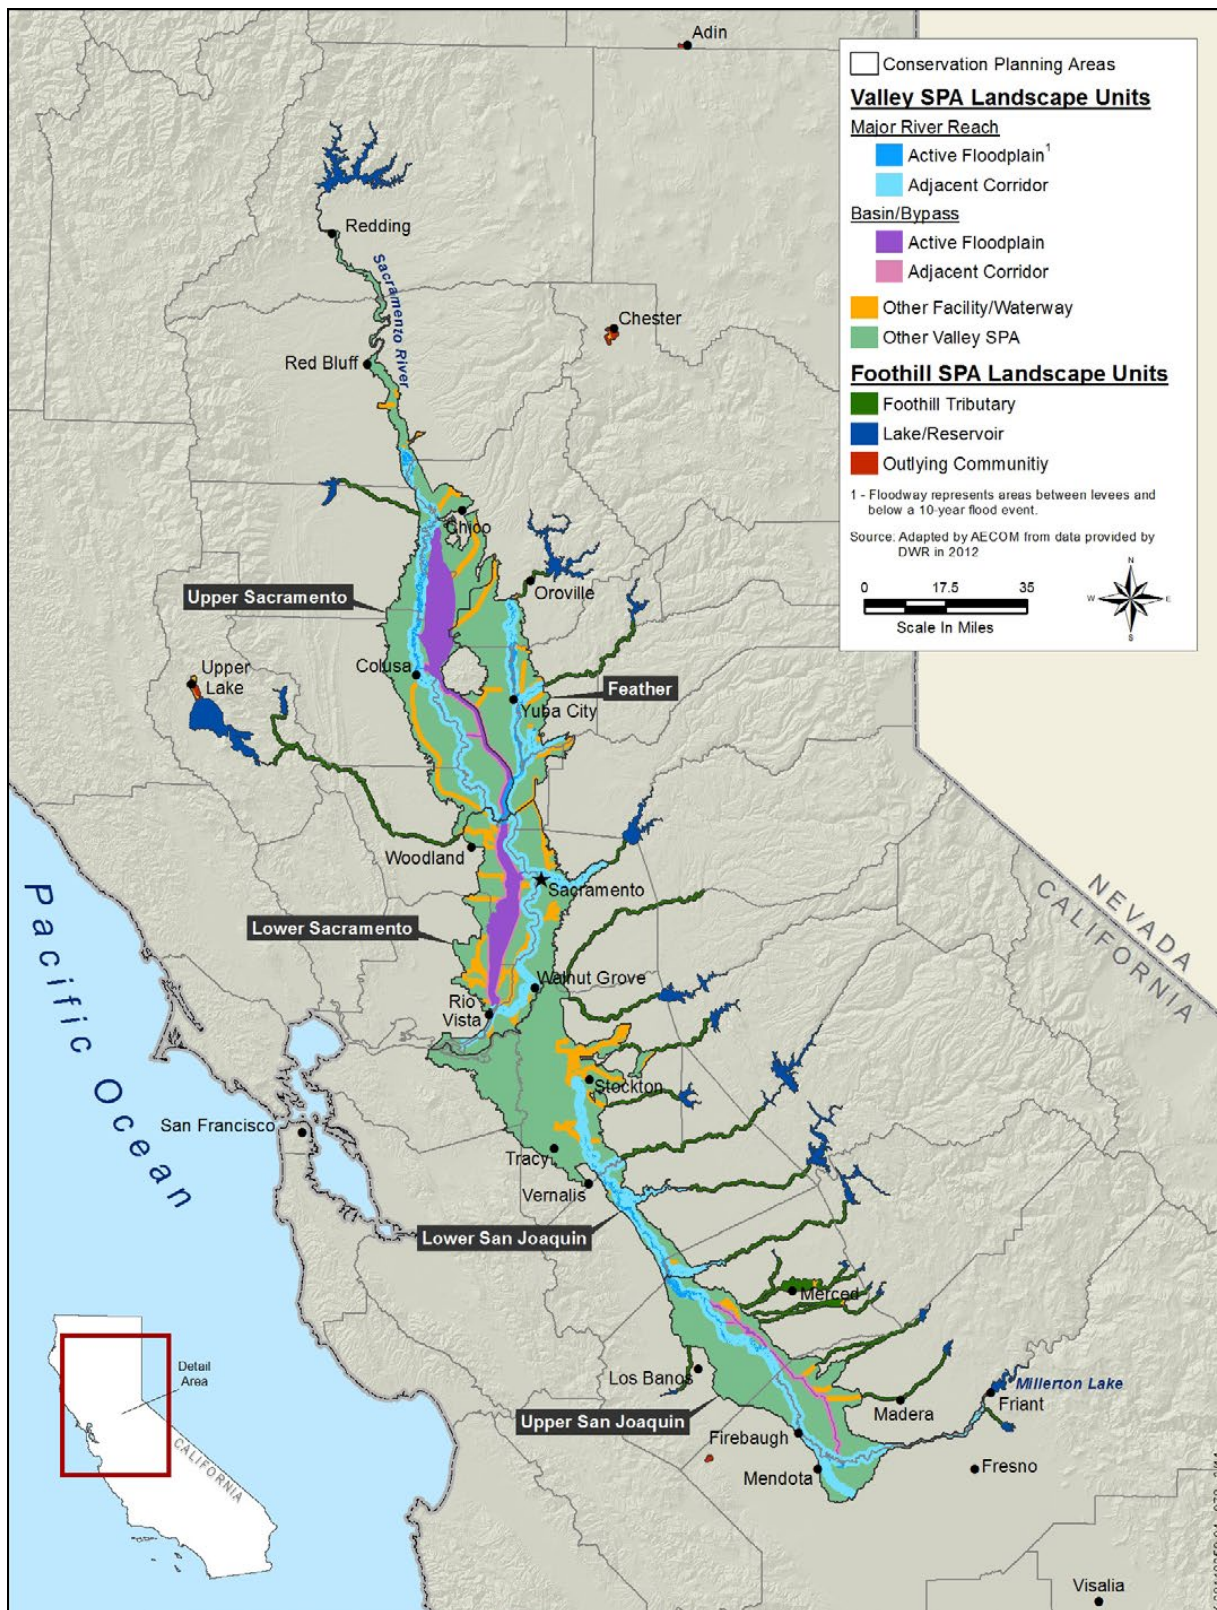 Adin
Conservation Planning Areas
Valley SPA Landscape Units
Major River Reach
Active Floodplain1
Adjacent Corridor
Basin/Bypass
Active Floodplain
Adjacent Corridor
Other Facility/Waterway
Other Valley SPA
Foothill SPA Landscape Units
Foothill Tributary
Lake/Reservoir
Outlying Communitiy
1 - Floodway represents areas between levees and
below a 10-year flood event.
Source: Adapted by AECOM from data provided by
DWR in 2012
0 17.5 35
Scale In Miles
N
W
E
S
Redding
Sacramento River
Chester
Red Bluff
Chico
Oroville
Upper Sacramento
Colusa
Upper
Lake
Feather
Yuba City
Woodland
Sacramento
NEVADA
CALIFORNIA
Pacific Ocean
Lower Sacramento
Walnut Grove
Rio
Vista
Stockton
San Francisco
Tracy
Vernalis
Lower San Joaquin
Merced
Detail
Area
CALIFORNIA
Los Banos
Millerton Lake
Friant
Madera
Upper San Joaquin
Firebaugh
Mendota
Fresno
Visalia